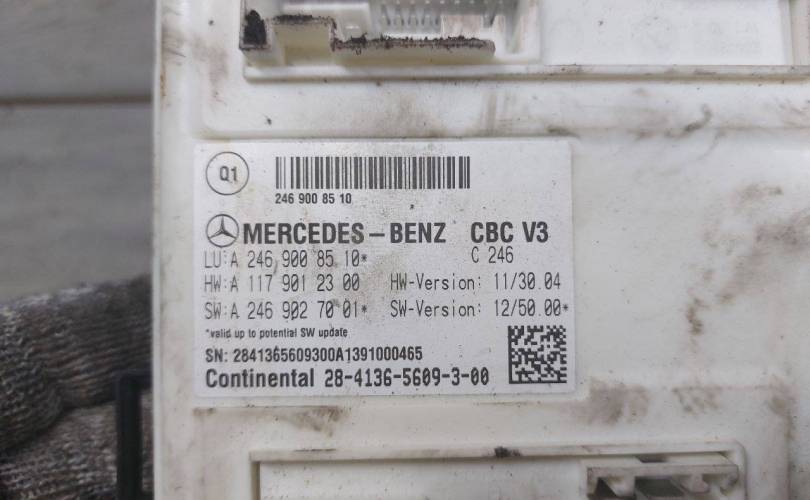 Q1
246 900 85 10
MERCEDES-BENZ CBC V3
LU:A 246 900 85 10* C 246
HW:A 117 901 23 00 HW-Version: 11/30.04
SW:A 246 902 70 01* SW-Version: 12/50.00*
*valid up to potential SW update
SN: 2841365609300A1391000465
Continental 28-4136-5609-3-00